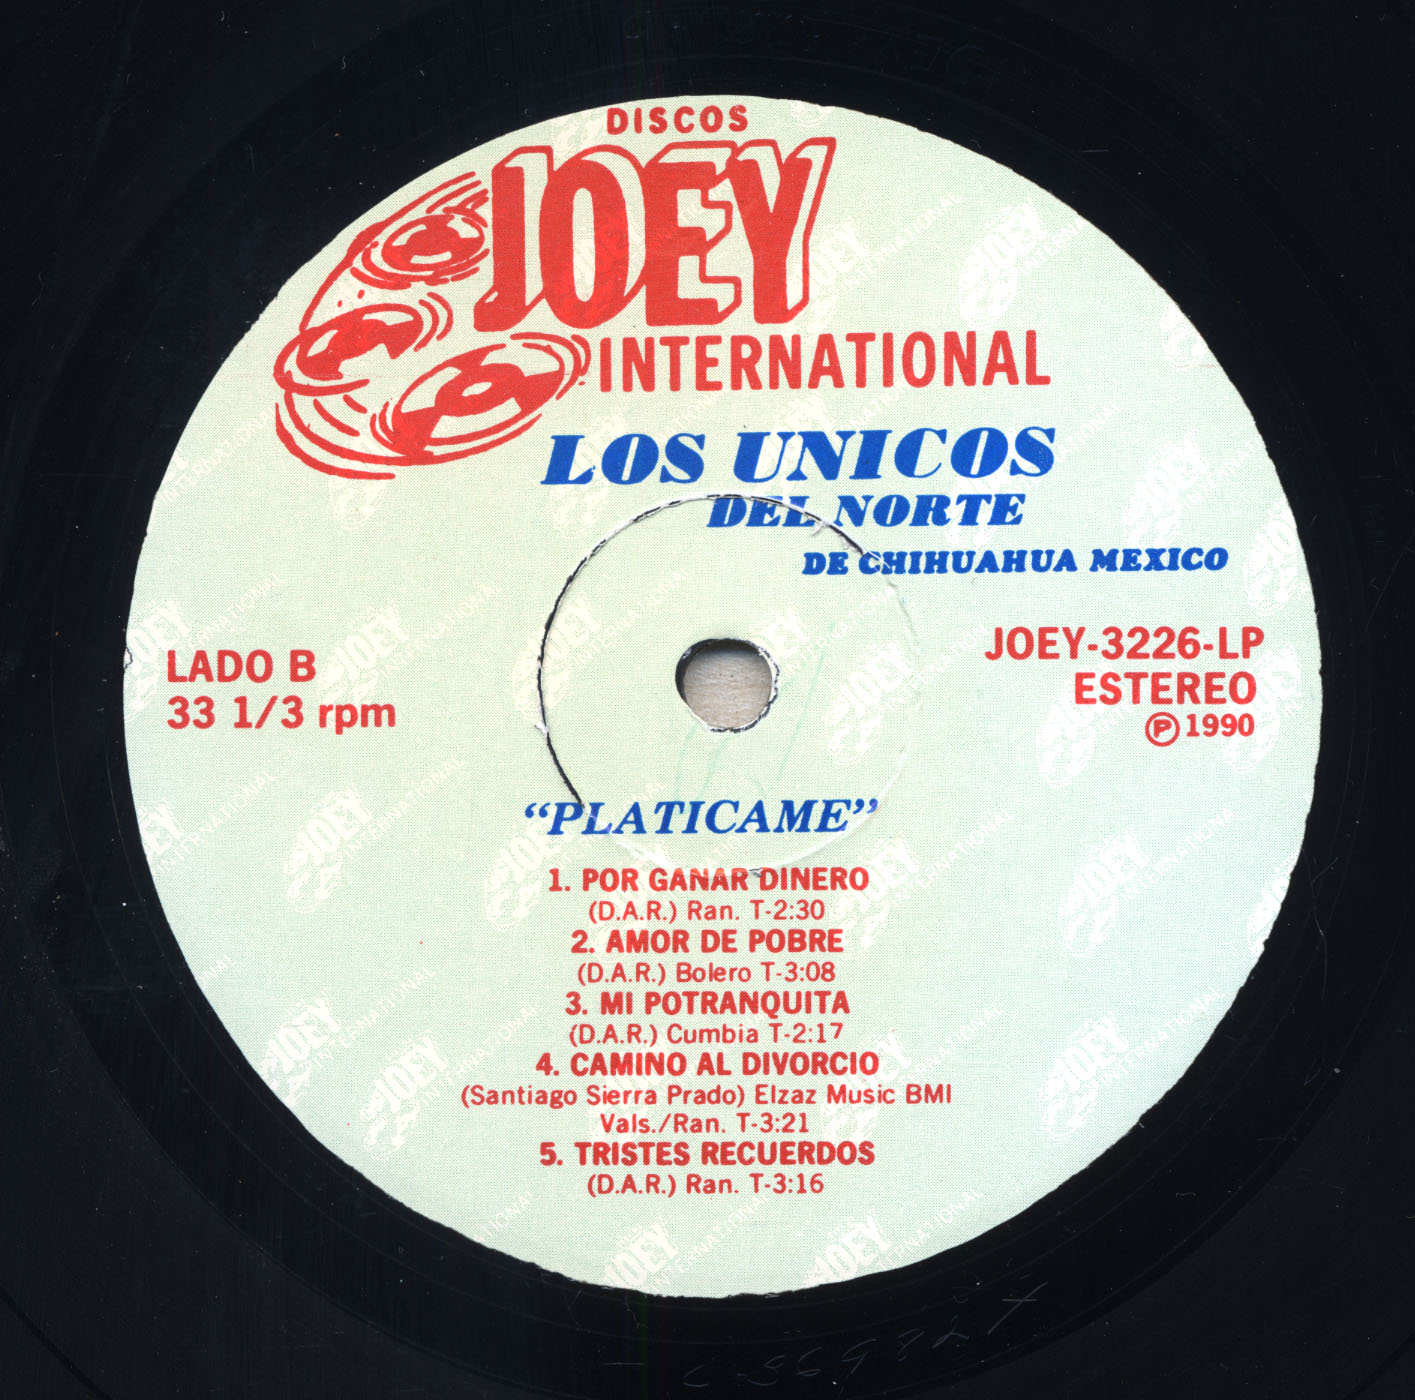 DISCOS
JOEY
INTERNATIONAL
LOS UNICOS
DEL NORTE
DE CHIHUAHUA MEXICO
LADO B
33 1/3 rpm
JOEY-3226-LP
ESTEREO
Ⓟ 1990
“PLATICAME”
1. POR GANAR DINERO
(D.A.R.) Ran. T-2:30
2. AMOR DE POBRE
(D.A.R.) Bolero T-3:08
3. MI POTRANQUITA
(D.A.R.) Cumbia T-2:17
4. CAMINO AL DIVORCIO
(Santiago Sierra Prado) Elzaz Music BMI
Vals./Ran. T-3:21
5. TRISTES RECUERDOS
(D.A.R.) Ran. T-3:16